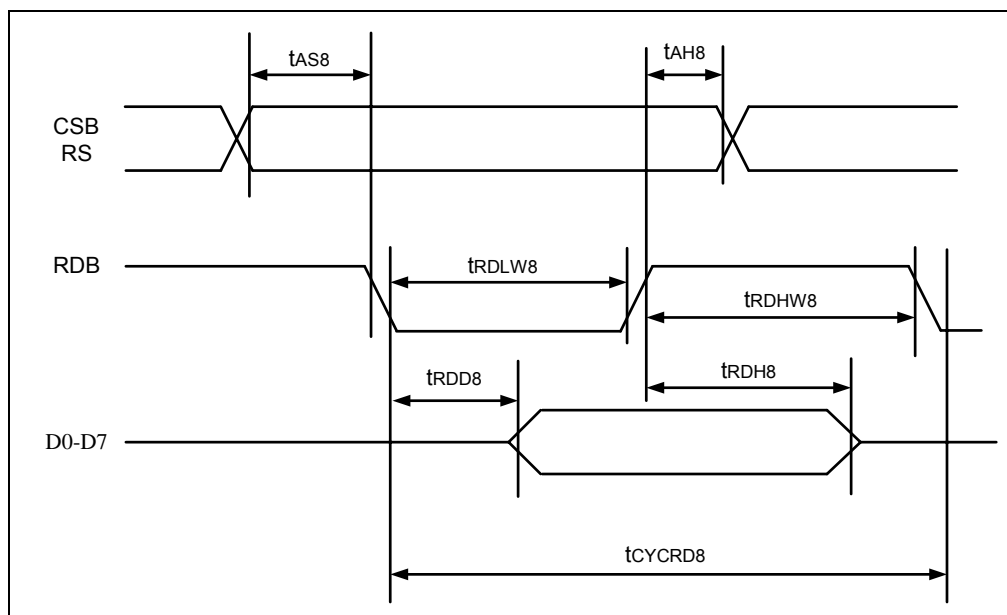 tAS8
tAH8
CSB
RS
RDB
tRDLW8
tRDHW8
tRDD8
tRDH8
D0-D7
tCYCRD8